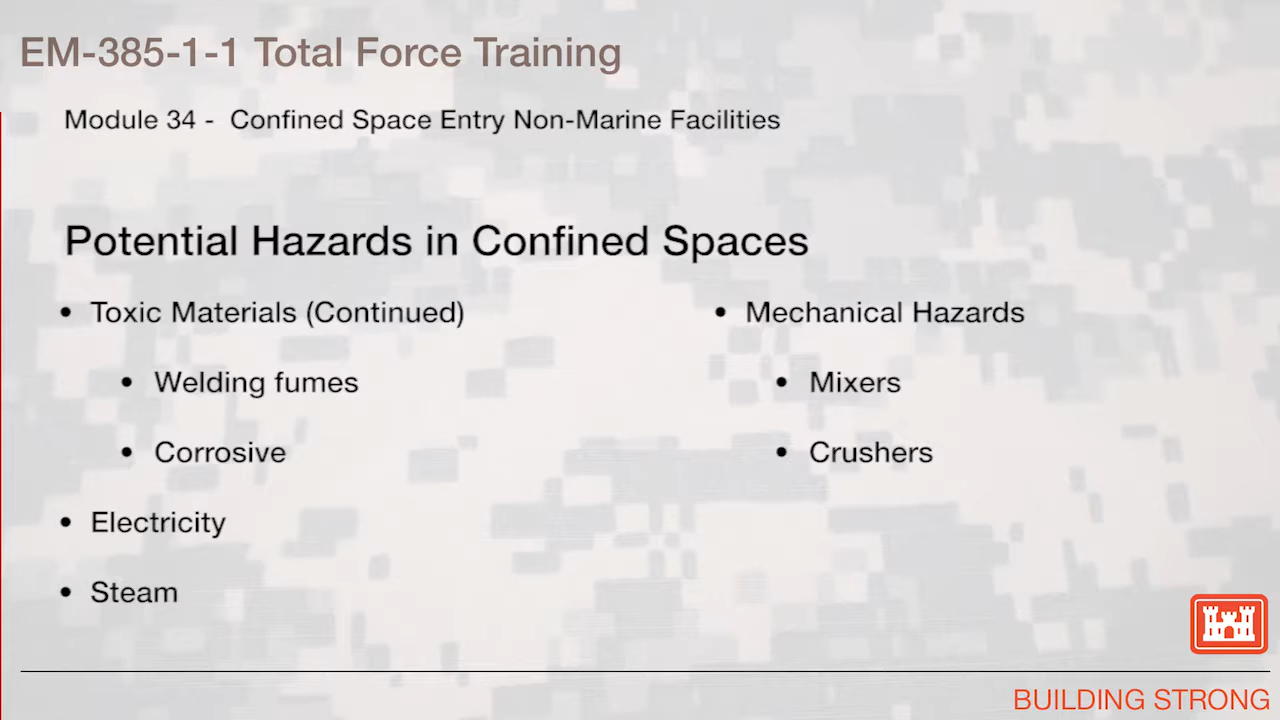 EM-385-1-1 Total Force Training
Module 34 - Confined Space Entry Non-Marine Facilities
Potential Hazards in Confined Spaces
• Toxic Materials (Continued)
• Welding fumes
• Corrosive
• Electricity
• Steam
• Mechanical Hazards
• Mixers
• Crushers
BUILDING STRONG